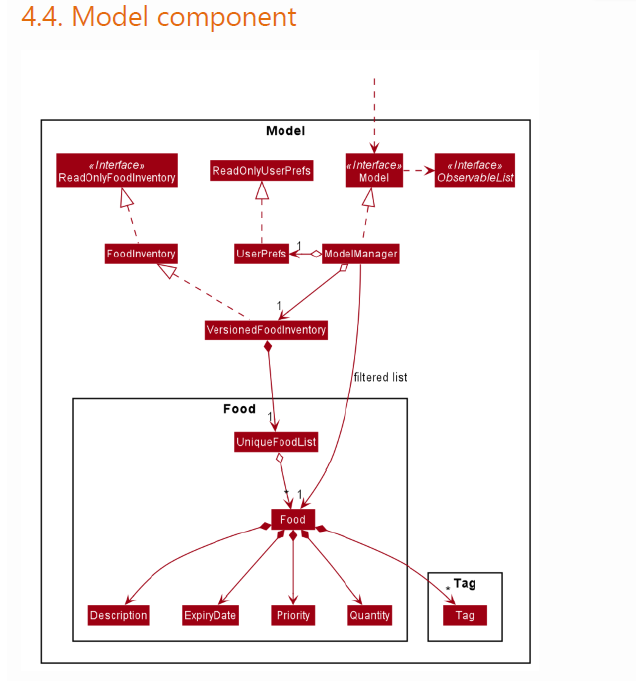 4.4. Model component
Model
«Interface»
ReadOnlyFoodInventory
ReadOnlyUserPrefs
«Interface»
Model
«Interface»
ObservableList
FoodInventory
UserPrefs
1
ModelManager
1
VersionedFoodInventory
filtered list
Food
1
UniqueFoodList
*
1
Food
Description
ExpiryDate
Priority
Quantity
Tag
*
Tag